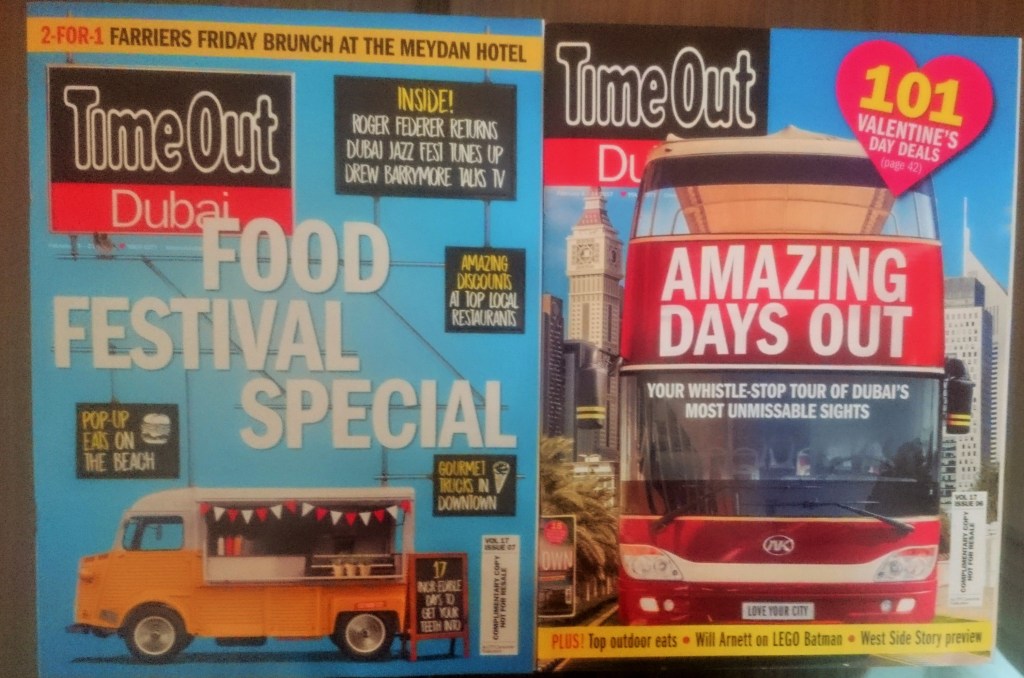 2-FOR-1 FARRIERS FRIDAY BRUNCH AT THE MEYDAN HOTEL
Time Out
Dubai
INSIDE!
ROGER FEDERER RETURNS
DUBAI JAZZ FEST TUNES UP
DREW BARRYMORE TALKS TV
FOOD
FESTIVAL
SPECIAL
AMAZING
DISCOUNTS
AT TOP LOCAL
RESTAURANTS
POP-UP
EATS ON
THE BEACH
GOURMET
TRUCKS IN
DOWNTOWN
17
INCR-EDIBLE
DAYS TO
GET YOUR
TEETH INTO
VOL 17
ISSUE 07
COMPLIMENTARY COPY
NOT FOR RESALE
Time Out
Du
101
VALENTINE'S
DAY DEALS
(page 42)
AMAZING
DAYS OUT
YOUR WHISTLE-STOP TOUR OF DUBAI'S
MOST UNMISSABLE SIGHTS
AK
LOVE YOUR CITY
VOL 17
ISSUE 06
COMPLIMENTARY COPY
NOT FOR RESALE
PLUS! Top outdoor eats • Will Arnett on LEGO Batman • West Side Story preview